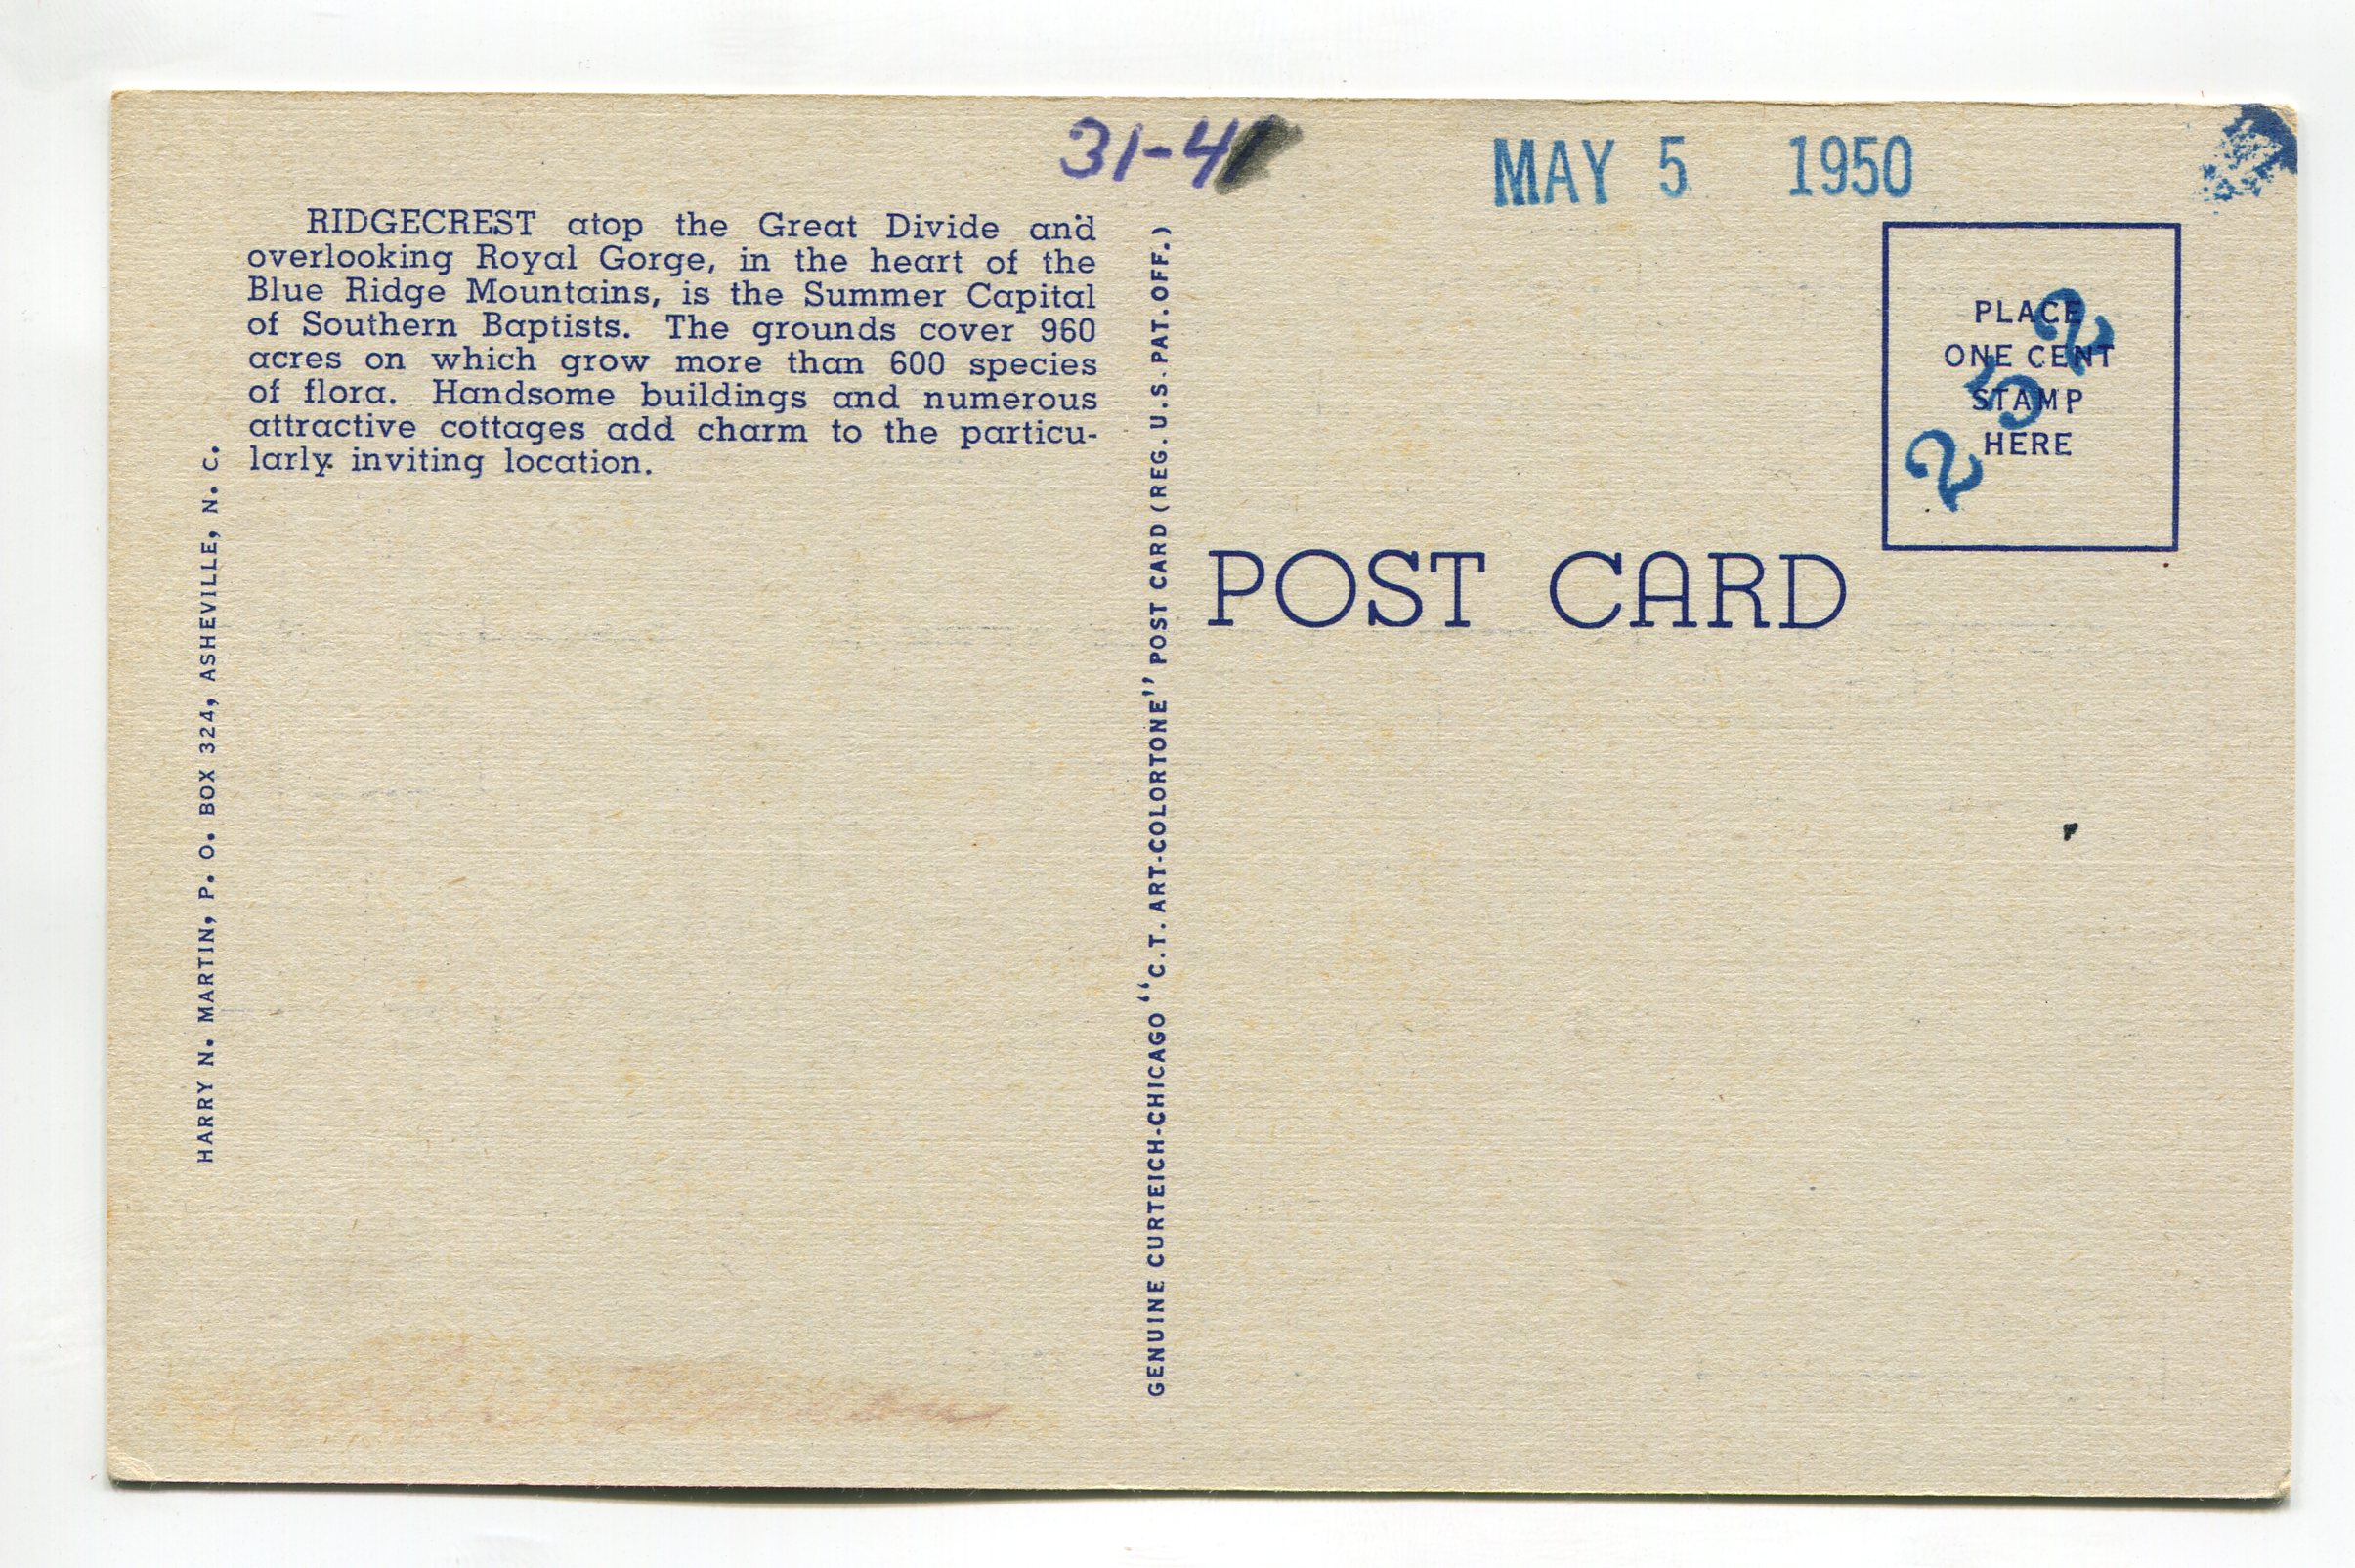 31-41
MAY 5 1950
RIDGECREST atop the Great Divide and
overlooking Royal Gorge, in the heart of the
Blue Ridge Mountains, is the Summer Capital
of Southern Baptists. The grounds cover 960
acres on which grow more than 600 species
of flora. Handsome buildings and numerous
attractive cottages add charm to the particu-
larly inviting location.
HARRY N. MARTIN, P. O. BOX 324, ASHEVILLE, N. C.
GENUINE CURTEICH-CHICAGO "C.T. ART-COLORTONE" POST CARD (REG. U.S. PAT. OFF.)
POST CARD
PLACE
ONE CENT
STAMP
HERE
252